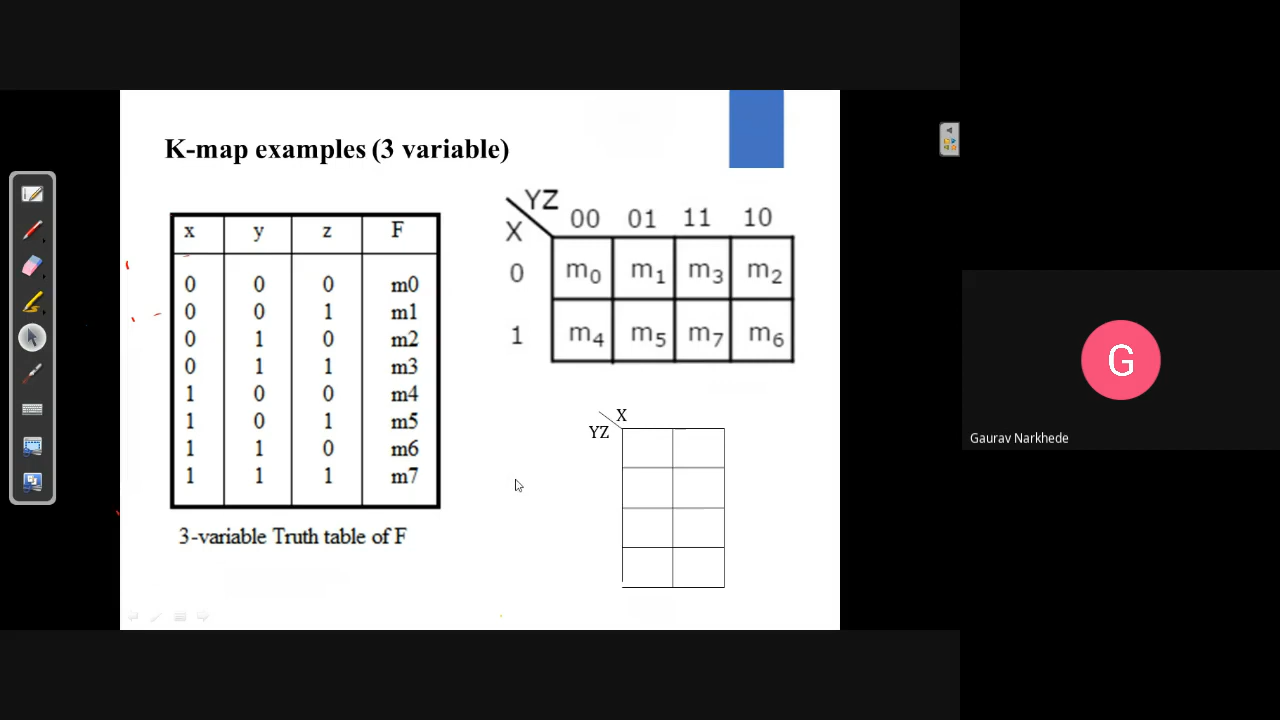 K-map examples (3 variable)
x y z F
0 0 0 m0
0 0 1 m1
0 1 0 m2
0 1 1 m3
1 0 0 m4
1 0 1 m5
1 1 0 m6
1 1 1 m7
3-variable Truth table of F
YZ
X
00 01 11 10
0 m0 m1 m3 m2
1 m4 m5 m7 m6
X
YZ
G
Gaurav Narkhede